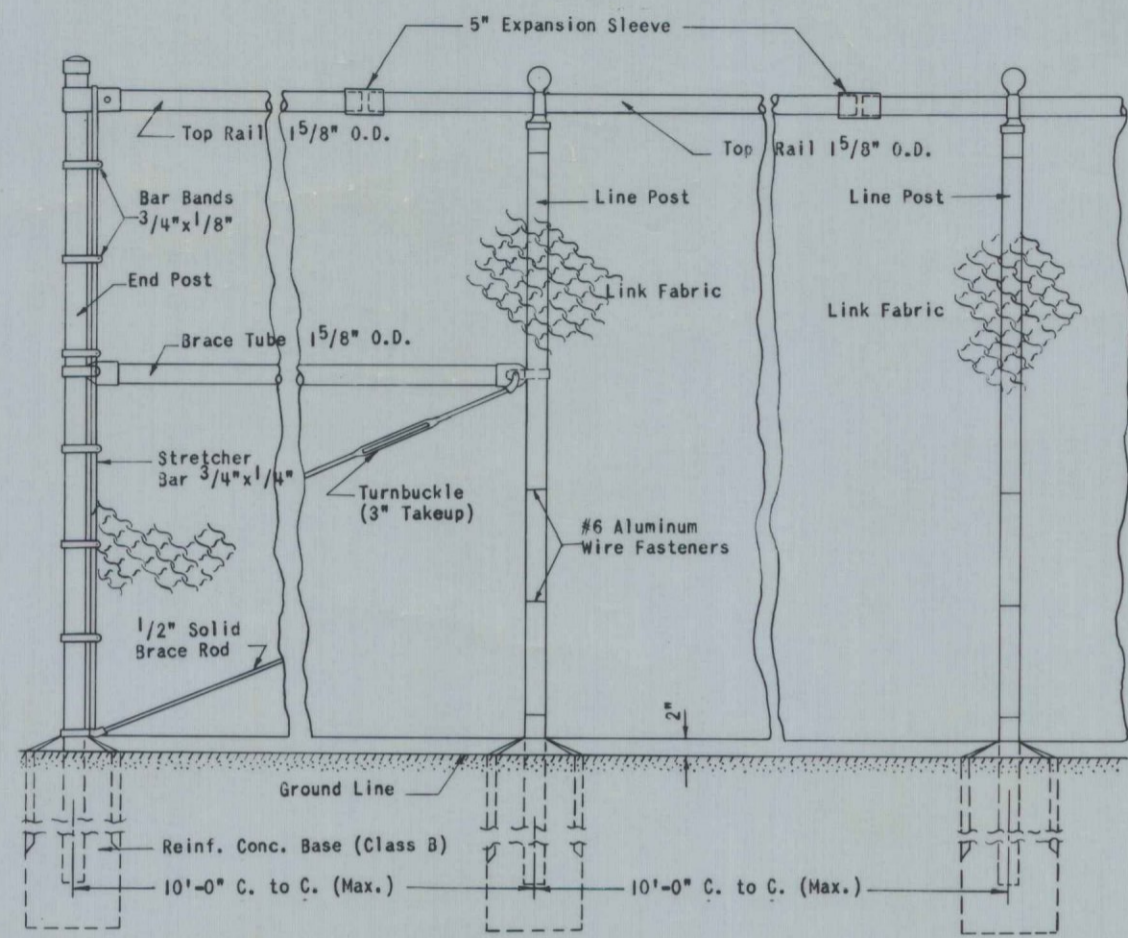 5" Expansion Sleeve
Top Rail 1 5/8" O.D.
Top Rail 1 5/8" O.D.
Bar Bands
3/4"x1/8"
Line Post
Line Post
End Post
Link Fabric
Link Fabric
Brace Tube 1 5/8" O.D.
Stretcher
Bar 3/4"x1/4"
Turnbuckle
(3" Takeup)
#6 Aluminum
Wire Fasteners
1/2" Solid
Brace Rod
2"
Ground Line
Reinf. Conc. Base (Class B)
10'-0" C. to C. (Max.)
10'-0" C. to C. (Max.)